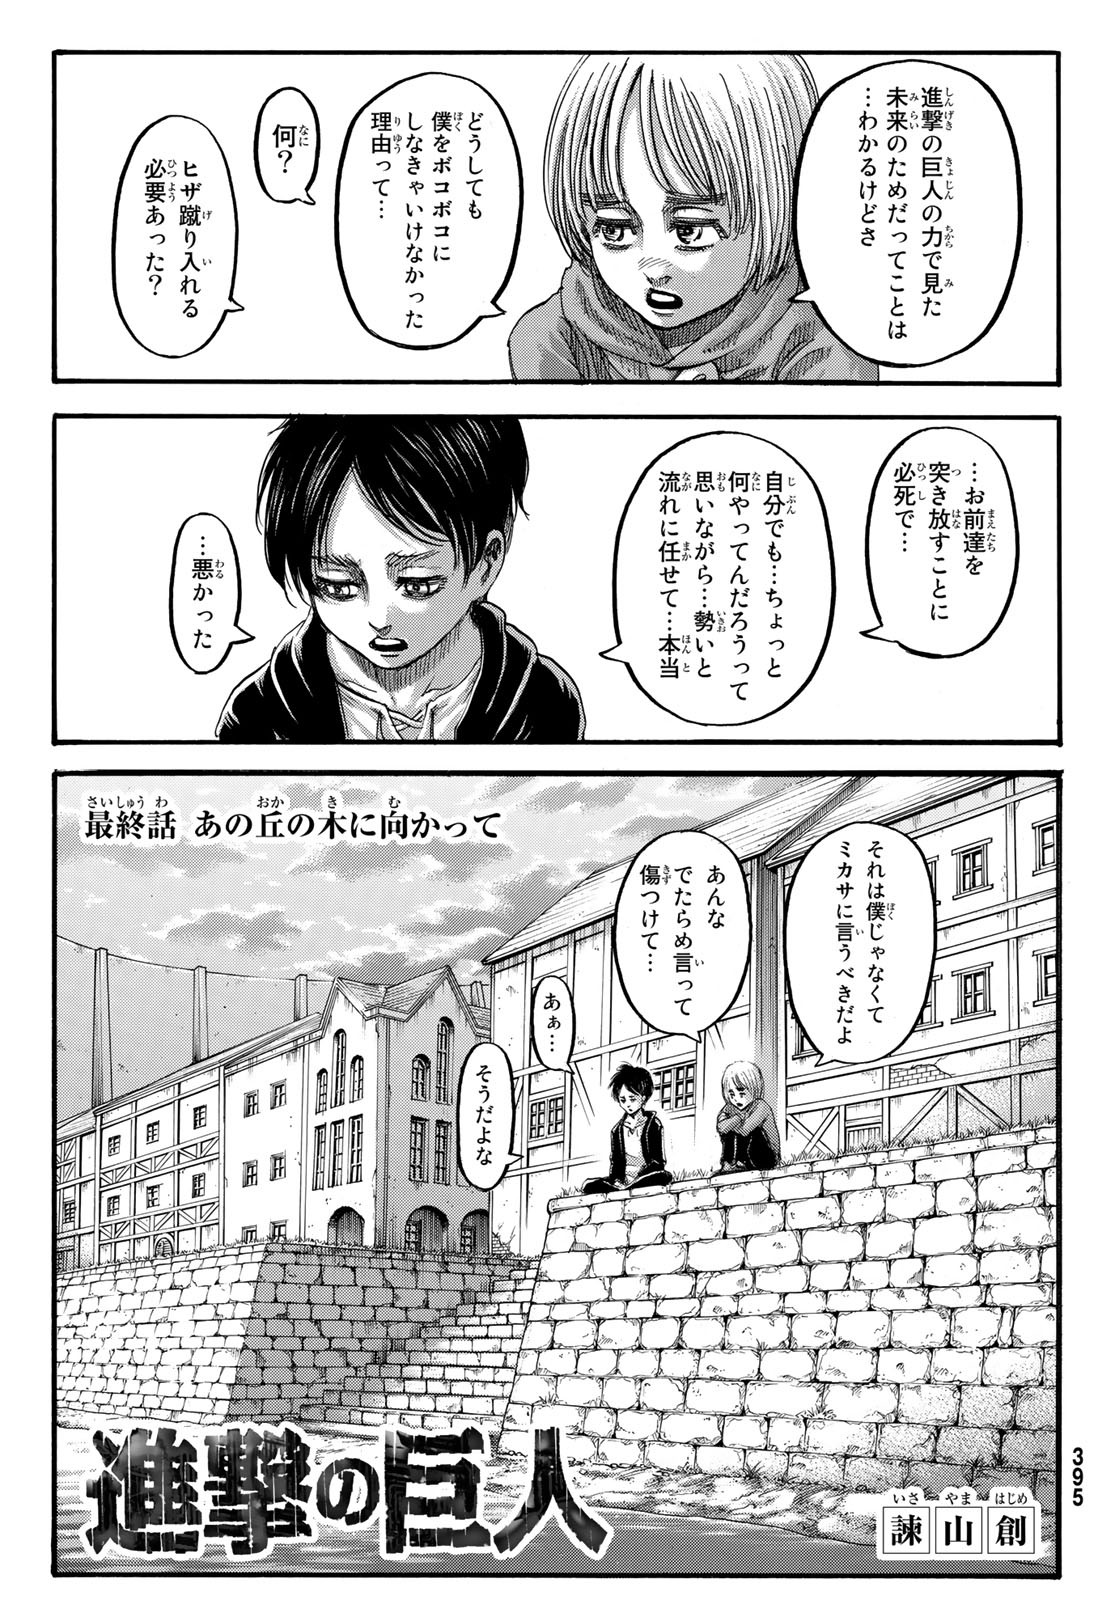 進撃の巨人の力で見た
未来のためだってことは
…わかるけどさ
どうしても
僕をボコボコに
しなきゃいけなかった
理由って…
何？
ヒザ蹴り入れる
必要あった？
…お前達を
突き放すことに
必死で…
自分でも…ちょっと
何やってんだろうって
思いながら…勢いと
流れに任せて…本当
…悪かった
最終話 あの丘の木に向かって
それは僕じゃなくて
ミカサに言うべきだよ
あんな
でたらめ言って
傷つけて…
あぁ…
そうだよな
進撃の巨人
諫山創
395